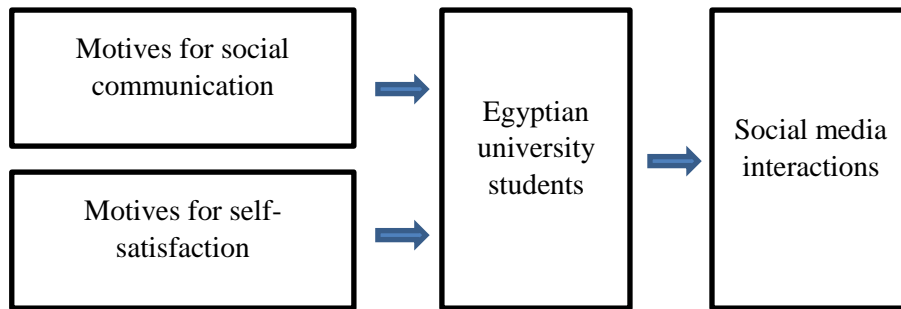 Motives for social
communication
Motives for self-
satisfaction
Egyptian
university
students
Social media
interactions